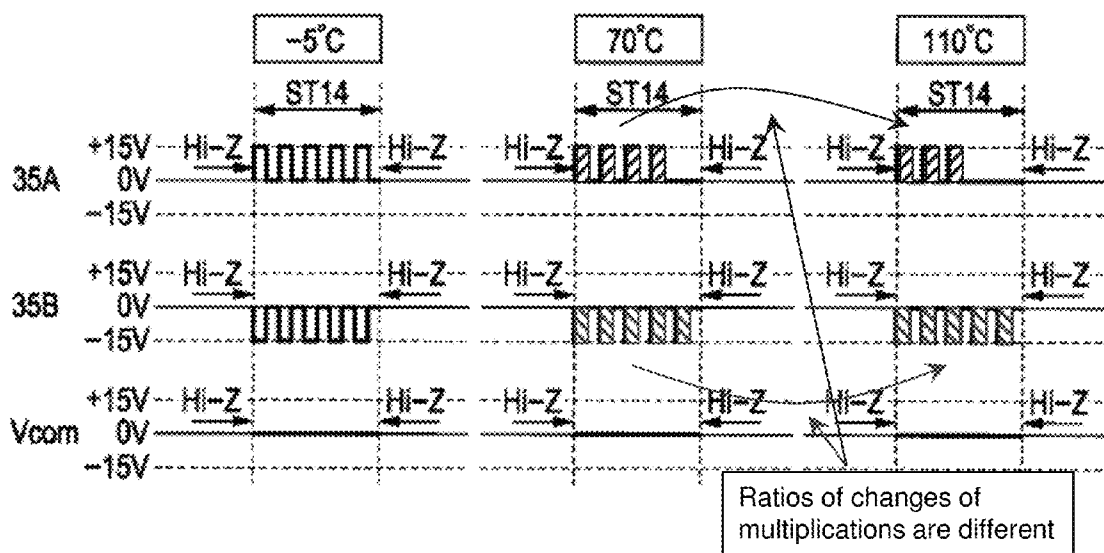 −5°C 70°C 110°C
ST14 ST14 ST14
+15V Hi−Z Hi−Z Hi−Z Hi−Z Hi−Z Hi−Z
35A 0V
−15V
Hi−Z Hi−Z Hi−Z Hi−Z Hi−Z Hi−Z
+15V
35B 0V
−15V
+15V Hi−Z Hi−Z Hi−Z Hi−Z Hi−Z Hi−Z
Vcom 0V
−15V
Ratios of changes of
multiplications are different